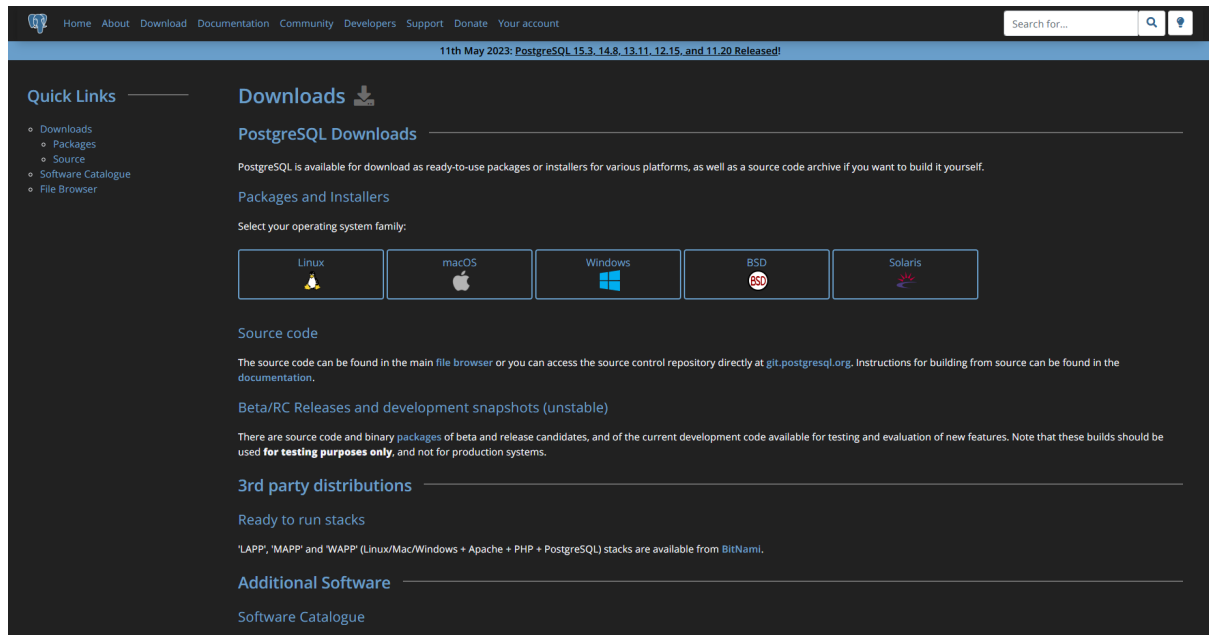 Home About Download Documentation Community Developers Support Donate Your account
Search for...
11th May 2023: PostgreSQL 15.3, 14.8, 13.11, 12.15, and 11.20 Released!
Quick Links
Downloads
Packages
Source
Software Catalogue
File Browser
Downloads
PostgreSQL Downloads
PostgreSQL is available for download as ready-to-use packages or installers for various platforms, as well as a source code archive if you want to build it yourself.
Packages and Installers
Select your operating system family:
Linux
macOS
Windows
BSD
BSD
Solaris
Source code
The source code can be found in the main file browser or you can access the source control repository directly at git.postgresql.org. Instructions for building from source can be found in the
documentation.
Beta/RC Releases and development snapshots (unstable)
There are source code and binary packages of beta and release candidates, and of the current development code available for testing and evaluation of new features. Note that these builds should be
used for testing purposes only, and not for production systems.
3rd party distributions
Ready to run stacks
'LAPP', 'MAPP' and 'WAPP' (Linux/Mac/Windows + Apache + PHP + PostgreSQL) stacks are available from BitNami.
Additional Software
Software Catalogue